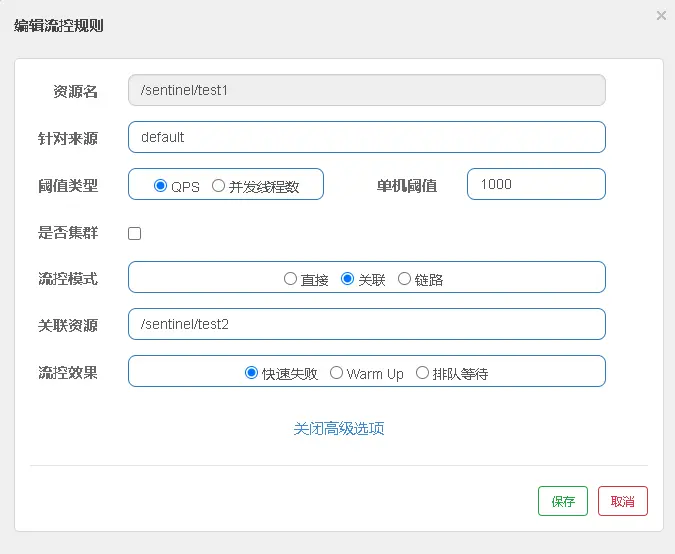 编辑流控规则 ×
资源名 /sentinel/test1
针对来源 default
阈值类型 QPS 并发线程数 单机阈值 1000
是否集群
流控模式 直接 关联 链路
关联资源 /sentinel/test2
流控效果 快速失败 Warm Up 排队等待
关闭高级选项
保存 取消